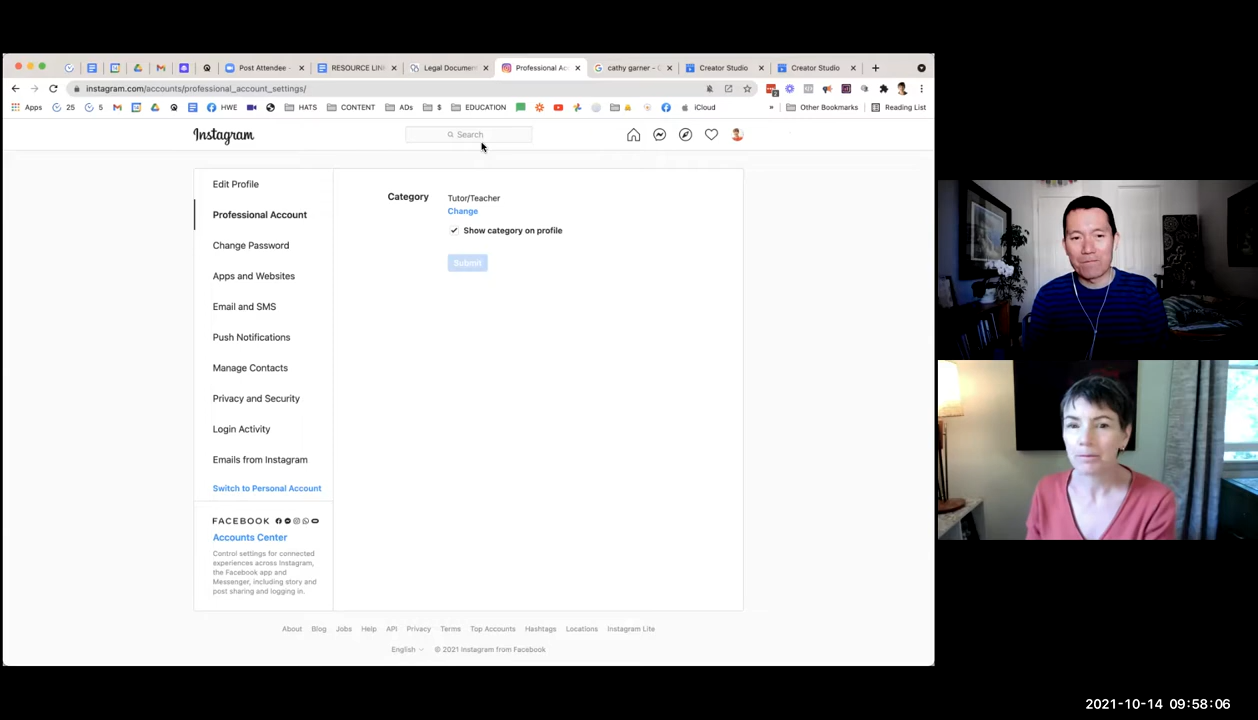 Post Attendee -
RESOURCE LIN
Legal Documen
Professional Acc
cathy garner -
Creator Studio
Creator Studio
instagram.com/accounts/professional_account_settings/
Apps 25 5 HWE HATS CONTENT ADs $ EDUCATION iCloud » Other Bookmarks Reading List
Instagram
Search
Edit Profile
Professional Account
Change Password
Apps and Websites
Email and SMS
Push Notifications
Manage Contacts
Privacy and Security
Login Activity
Emails from Instagram
Switch to Personal Account
FACEBOOK
Accounts Center
Control settings for connected
experiences across Instagram,
the Facebook app and
Messenger, including story and
post sharing and logging in.
Category
Tutor/Teacher
Change
Show category on profile
Submit
About Blog Jobs Help API Privacy Terms Top Accounts Hashtags Locations Instagram Lite
English © 2021 Instagram from Facebook
2021-10-14 09:58:06